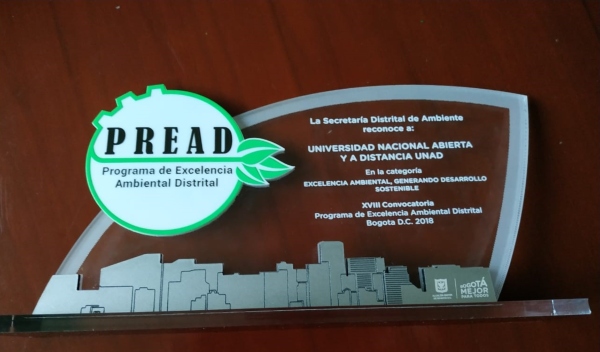 PREAD
Programa de Excelencia
Ambiental Distrital
La Secretaría Distrital de Ambiente
reconoce a:
UNIVERSIDAD NACIONAL ABIERTA
Y A DISTANCIA UNAD
En la categoría
EXCELENCIA AMBIENTAL, GENERANDO DESARROLLO
SOSTENIBLE
XVIII Convocatoria
Programa de Excelencia Ambiental Distrital
Bogota D.C. 2018
BOGOTÁ
MEJOR
PARA TODOS